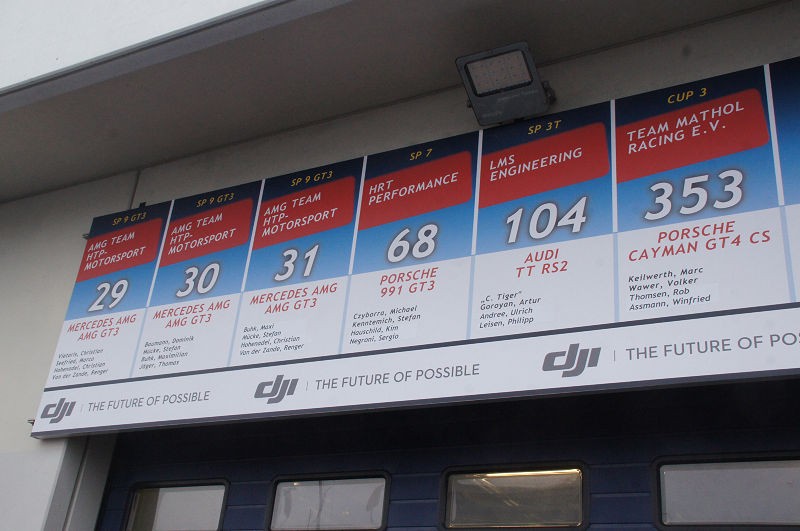 SP 9 GT3
AMG TEAM
HTP-
MOTORSPORT
29
MERCEDES AMG
AMG GT3
Vietoris, Christian
Seefried, Marco
Hohenadel, Christian
Van der Zande, Renger
SP 9 GT3
AMG TEAM
HTP-
MOTORSPORT
30
MERCEDES AMG
AMG GT3
Baumann, Dominik
Mücke, Stefan
Buhk, Maximilian
Jäger, Thomas
SP 9 GT3
AMG TEAM
HTP-
MOTORSPORT
31
MERCEDES AMG
AMG GT3
Buhk, Maxi
Mücke, Stefan
Hohenadel, Christian
Van der Zande, Renger
SP 7
HRT
PERFORMANCE
68
PORSCHE
991 GT3
Czyborra, Michael
Kenntemich, Stefan
Hauschild, Kim
Negroni, Sergio
SP 3T
LMS
ENGINEERING
104
AUDI
TT RS2
„C. Tiger"
Gorayan, Artur
Andree, Ulrich
Leisen, Philipp
CUP 3
TEAM MATHOL
RACING E.V.
353
PORSCHE
CAYMAN GT4 CS
Keilwerth, Marc
Wawer, Volker
Thomsen, Rob
Assmann, Winfried
dji | THE FUTURE OF POSSIBLE
dji | THE FUTURE OF POSSIBLE
dji | THE FUTURE OF POSSIBLE